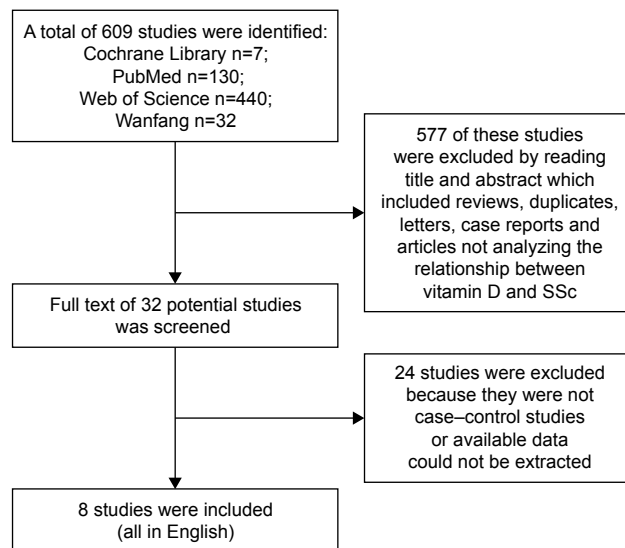 A total of 609 studies were identified:
Cochrane Library n=7;
PubMed n=130;
Web of Science n=440;
Wanfang n=32
577 of these studies
were excluded by reading
title and abstract which
included reviews, duplicates,
letters, case reports and
articles not analyzing the
relationship between
vitamin D and SSc
Full text of 32 potential studies
was screened
24 studies were excluded
because they were not
case–control studies
or available data
could not be extracted
8 studies were included
(all in English)